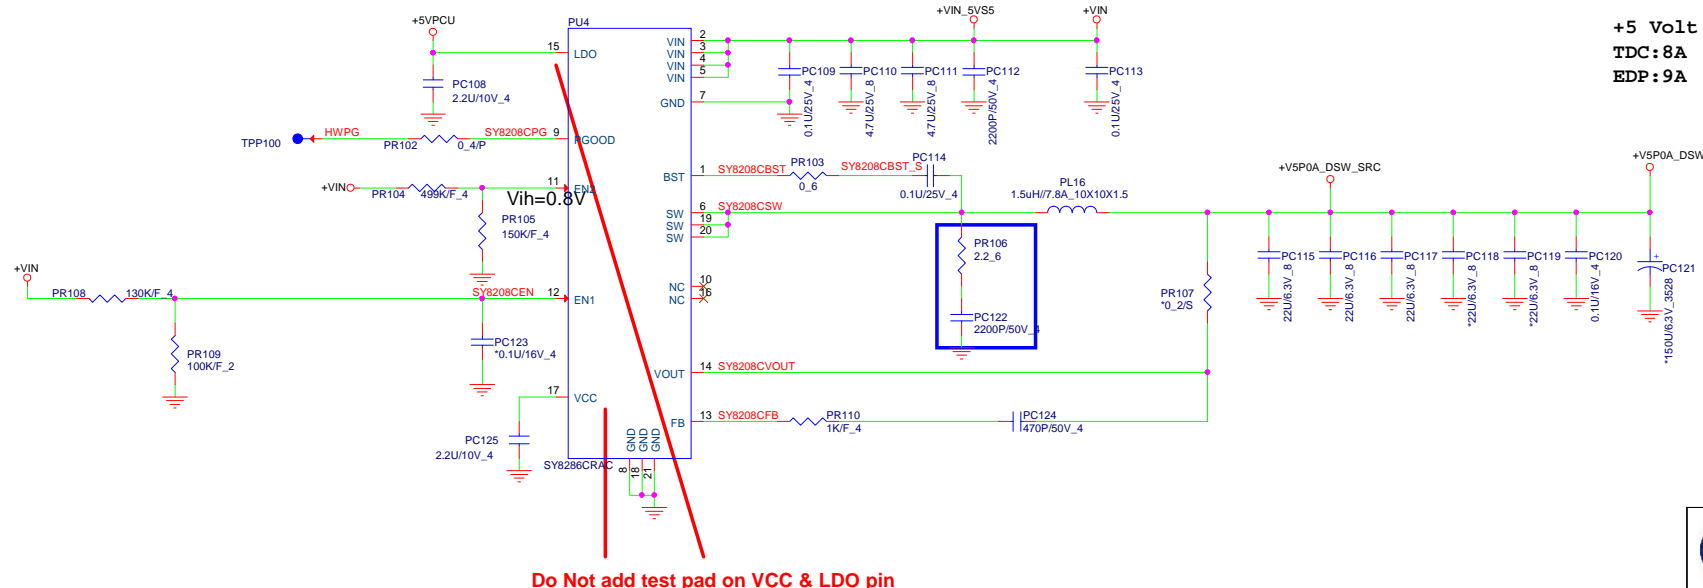 +5VPCU
PU4
+VIN_5VS5
+VIN
+5 Volt
TDC:8A
EDP:9A
15
LDO
PC108
2.2U/10V_4
VIN
2
VIN
3
VIN
4
VIN
5
GND
7
PC109
0.1U/25V_4
PC110
4.7U/25V_8
PC111
4.7U/25V_8
PC112
2200P/50V_4
PC113
0.1U/25V_4
TPP100
HWPG
PR102
0_4/P
SY8208CPG
9
PGOOD
+VIN
PR104
499K/F_4
11
EN2
Vih=0.8V
PR105
150K/F_4
BST
1
SY8208CBST
PR103
0_6
SY8208CBST_S
PC114
0.1U/25V_4
SW
6
SY8208CSW
SW
19
SW
20
PL16
1.5uH//7.8A_10X10X1.5
+V5P0A_DSW_SRC
+V5P0A_DSW
PR106
2.2_6
PC122
2200P/50V_4
PR107
*0_2/S
PC115
22U/6.3V_8
PC116
22U/6.3V_8
PC117
22U/6.3V_8
PC118
*22U/6.3V_8
PC119
*22U/6.3V_8
PC120
0.1U/16V_4
+
PC121
*150U/6.3V_3528
+VIN
PR108
130K/F_4
SY8208CEN
12
EN1
PR109
100K/F_2
PC123
*0.1U/16V_4
NC
10
NC
16
VOUT
14
SY8208CVOUT
17
VCC
PC125
2.2U/10V_4
FB
13
SY8208CFB
PR110
1K/F_4
PC124
470P/50V_4
GND
GND
GND
SY8286CRAC
8
18
21
Do Not add test pad on VCC & LDO pin